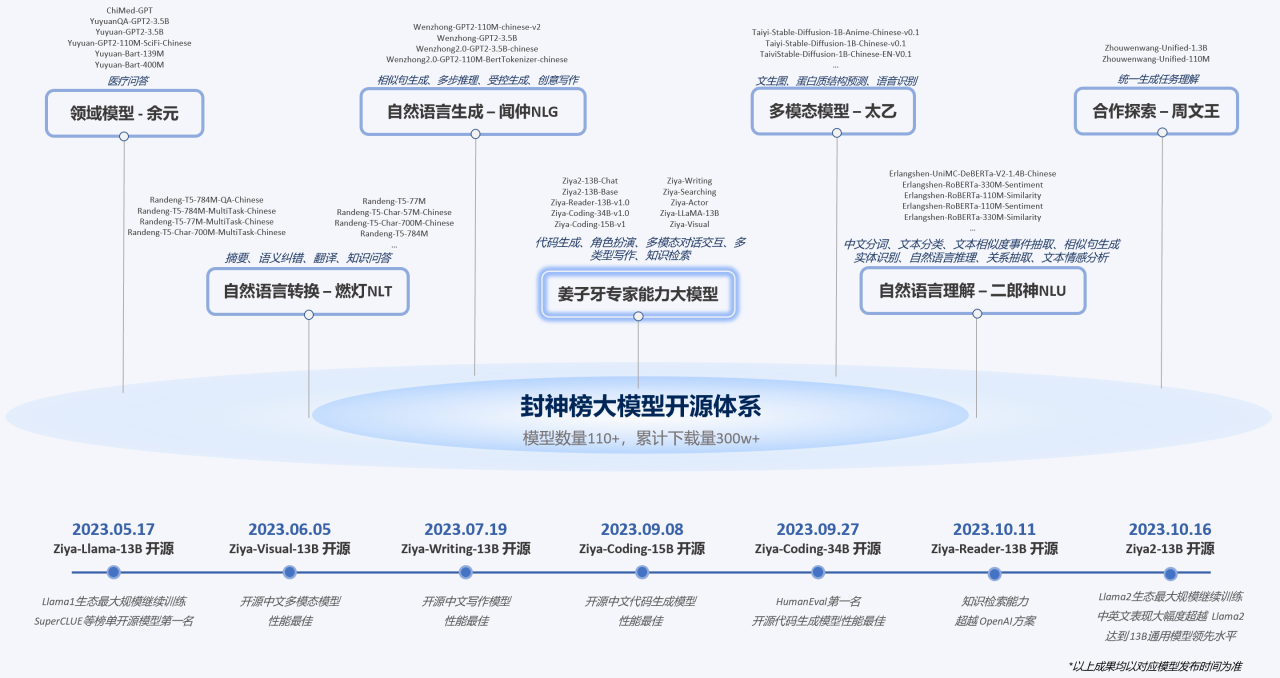 ChiMed-GPT
YuyuanQA-GPT2-3.5B
Yuyuan-GPT2-3.5B
Yuyuan-GPT2-110M-SciFi-Chinese
Yuyuan-Bart-139M
Yuyuan-Bart-400M
医疗问答
领域模型 - 余元
Wenzhong-GPT2-110M-chinese-v2
Wenzhong-GPT2-3.5B
Wenzhong2.0-GPT2-3.5B-chinese
Wenzhong2.0-GPT2-110M-BertTokenizer-chinese
相似句生成、多步推理、受控生成、创意写作
自然语言生成 – 闻仲NLG
Taiyi-Stable-Diffusion-1B-Anime-Chinese-v0.1
Taiyi-Stable-Diffusion-1B-Chinese-v0.1
TaiviStable-Diffusion-1B-Chinese-EN-V0.1
...
文生图、蛋白质结构预测、语音识别
多模态模型 – 太乙
Zhouwenwang-Unified-1.3B
Zhouwenwang-Unified-110M
统一生成任务理解
合作探索 – 周文王
Randeng-T5-784M-QA-Chinese
Randeng-T5-784M-MultiTask-Chinese
Randeng-T5-77M-MultiTask-Chinese
Randeng-T5-Char-700M-MultiTask-Chinese
Randeng-T5-77M
Randeng-T5-Char-57M-Chinese
Randeng-T5-Char-700M-Chinese
Randeng-T5-784M
...
摘要、语义纠错、翻译、知识问答
自然语言转换 – 燃灯NLT
Ziya2-13B-Chat
Ziya2-13B-Base
Ziya-Reader-13B-v1.0
Ziya-Coding-34B-v1.0
Ziya-Coding-15B-v1
Ziya-Writing
Ziya-Searching
Ziya-Actor
Ziya-LLaMA-13B
Ziya-Visual
代码生成、角色扮演、多模态对话交互、多
类型写作、知识检索
姜子牙专家能力大模型
Erlangshen-UniMC-DeBERTa-V2-1.4B-Chinese
Erlangshen-RoBERTa-330M-Sentiment
Erlangshen-RoBERTa-110M-Similarity
Erlangshen-RoBERTa-110M-Sentiment
Erlangshen-RoBERTa-330M-Similarity
...
中文分词、文本分类、文本相似度事件抽取、相似句生成
实体识别、自然语言推理、关系抽取、文本情感分析
自然语言理解 – 二郎神NLU
封神榜大模型开源体系
模型数量110+，累计下载量300w+
2023.05.17
Ziya-Llama-13B 开源
Llama1生态最大规模继续训练
SuperCLUE等榜单开源模型第一名
2023.06.05
Ziya-Visual-13B 开源
开源中文多模态模型
性能最佳
2023.07.19
Ziya-Writing-13B 开源
开源中文写作模型
性能最佳
2023.09.08
Ziya-Coding-15B 开源
开源中文代码生成模型
性能最佳
2023.09.27
Ziya-Coding-34B 开源
HumanEval第一名
开源代码生成模型性能最佳
2023.10.11
Ziya-Reader-13B 开源
知识检索能力
超越OpenAI方案
2023.10.16
Ziya2-13B 开源
Llama2生态最大规模继续训练
中英文表现大幅度超越 Llama2
达到13B通用模型领先水平
*以上成果均以对应模型发布时间为准